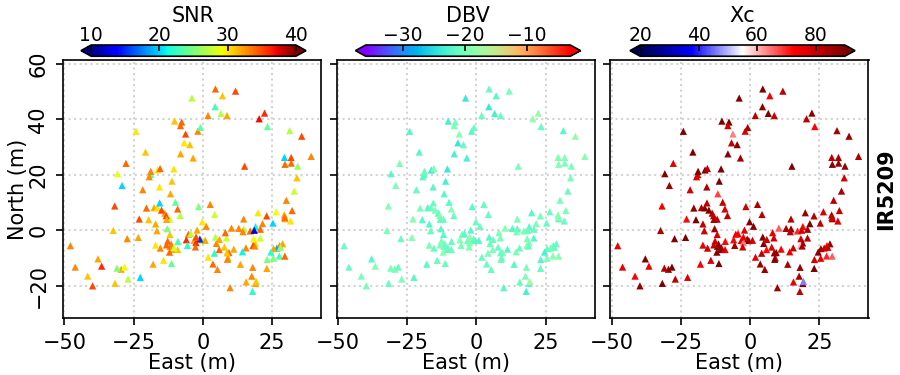 SNR DBV Xc
10 20 30 40 −30 −20 −10 20 40 60 80
60
40
20
0
−20
North (m)
IR5209
−50 −25 0 25 −50 −25 0 25 −50 −25 0 25
East (m) East (m) East (m)